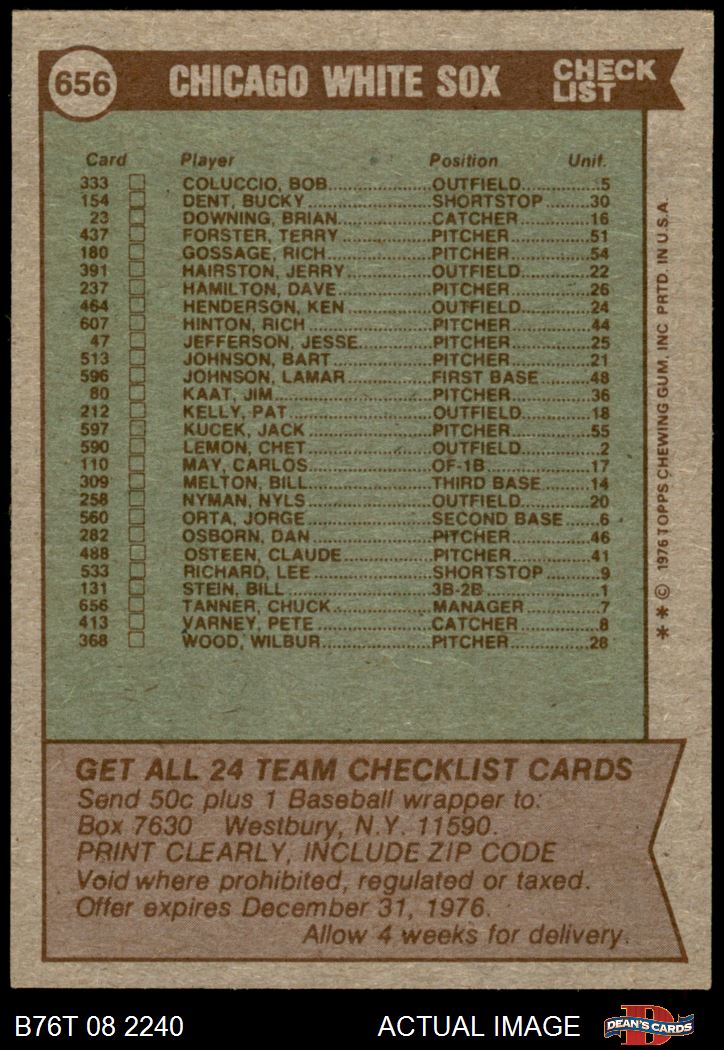 656 CHICAGO WHITE SOX CHECK LIST
Card Player Position Unif.
333 COLUCCIO, BOB OUTFIELD 5
154 DENT, BUCKY SHORTSTOP 30
23 DOWNING, BRIAN CATCHER 16
437 FORSTER, TERRY PITCHER 51
180 GOSSAGE, RICH PITCHER 54
391 HAIRSTON, JERRY OUTFIELD 22
237 HAMILTON, DAVE PITCHER 26
464 HENDERSON, KEN OUTFIELD 24
607 HINTON, RICH PITCHER 44
47 JEFFERSON, JESSE PITCHER 25
513 JOHNSON, BART PITCHER 21
596 JOHNSON, LAMAR FIRST BASE 48
80 KAAT, JIM PITCHER 36
212 KELLY, PAT OUTFIELD 18
597 KUCEK, JACK PITCHER 55
590 LEMON, CHET OUTFIELD 2
110 MAY, CARLOS OF-1B 17
309 MELTON, BILL THIRD BASE 14
258 NYMAN, NYLS OUTFIELD 20
560 ORTA, JORGE SECOND BASE 6
282 OSBORN, DAN PITCHER 46
488 OSTEEN, CLAUDE PITCHER 41
533 RICHARD, LEE SHORTSTOP 9
131 STEIN, BILL 3B-2B 1
656 TANNER, CHUCK MANAGER 7
413 VARNEY, PETE CATCHER 8
368 WOOD, WILBUR PITCHER 28
* * © 1976 TOPPS CHEWING GUM, INC PRTD. IN U.S.A.
GET ALL 24 TEAM CHECKLIST CARDS
Send 50c plus 1 Baseball wrapper to:
Box 7630 Westbury, N.Y. 11590.
PRINT CLEARLY, INCLUDE ZIP CODE
Void where prohibited, regulated or taxed.
Offer expires December 31, 1976.
Allow 4 weeks for delivery.
B76T 08 2240 ACTUAL IMAGE DEAN'S CARDS